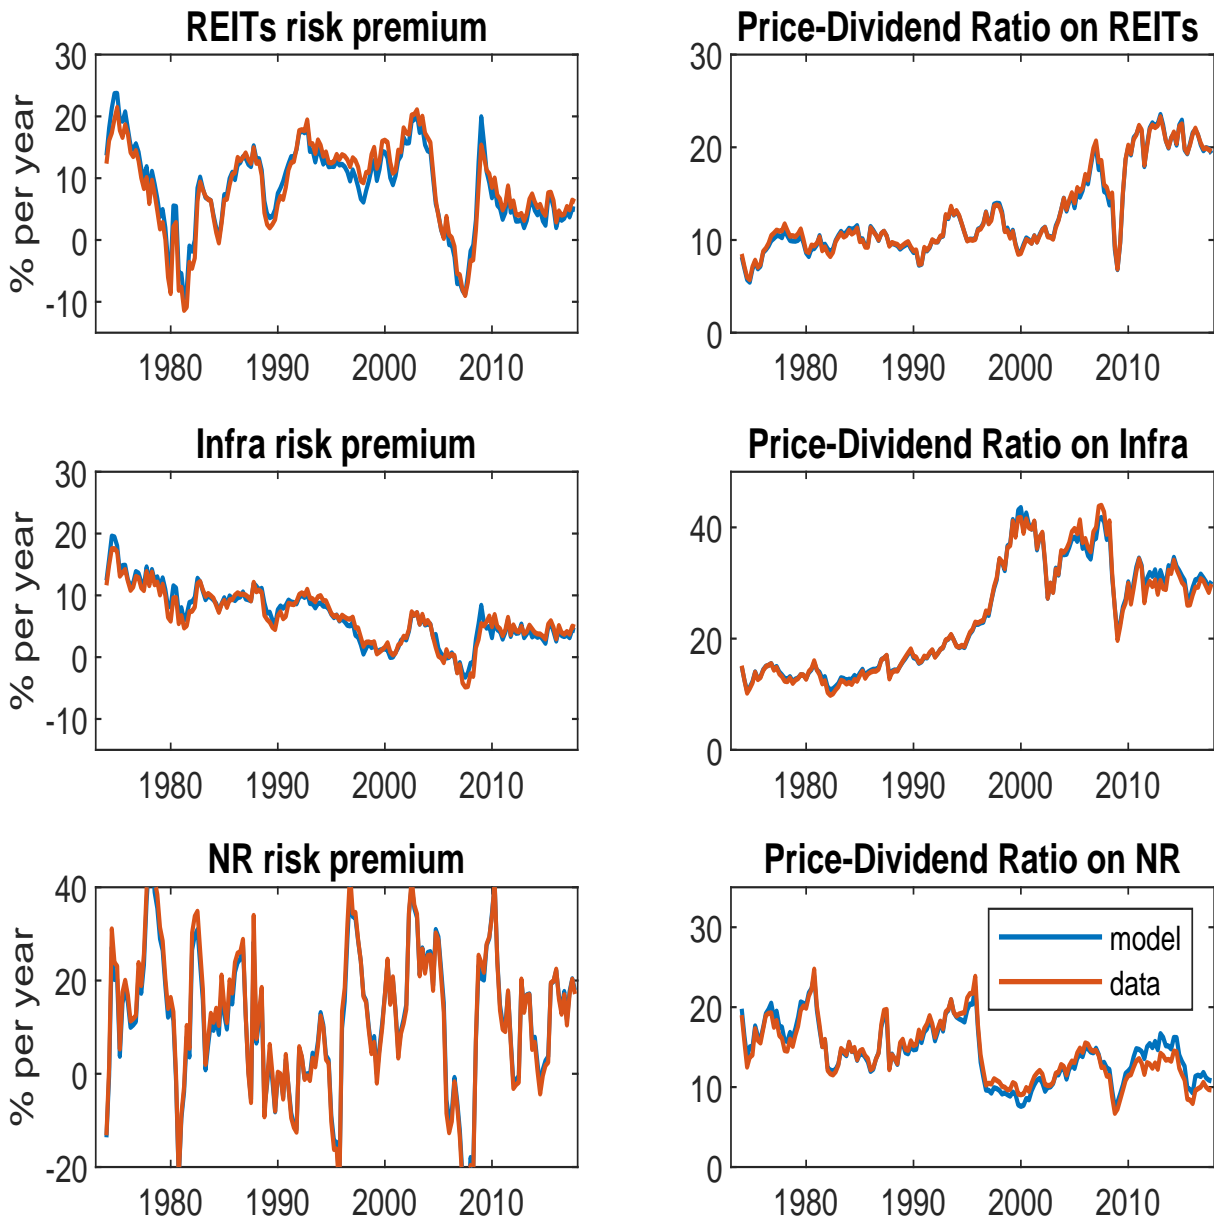 REITs risk premium
% per year
30
20
10
0
-10
1980 1990 2000 2010
Price-Dividend Ratio on REITs
30
20
10
0
1980 1990 2000 2010
Infra risk premium
% per year
30
20
10
0
-10
1980 1990 2000 2010
Price-Dividend Ratio on Infra
40
20
0
1980 1990 2000 2010
NR risk premium
% per year
40
20
0
-20
1980 1990 2000 2010
Price-Dividend Ratio on NR
30
20
10
0
model
data
1980 1990 2000 2010